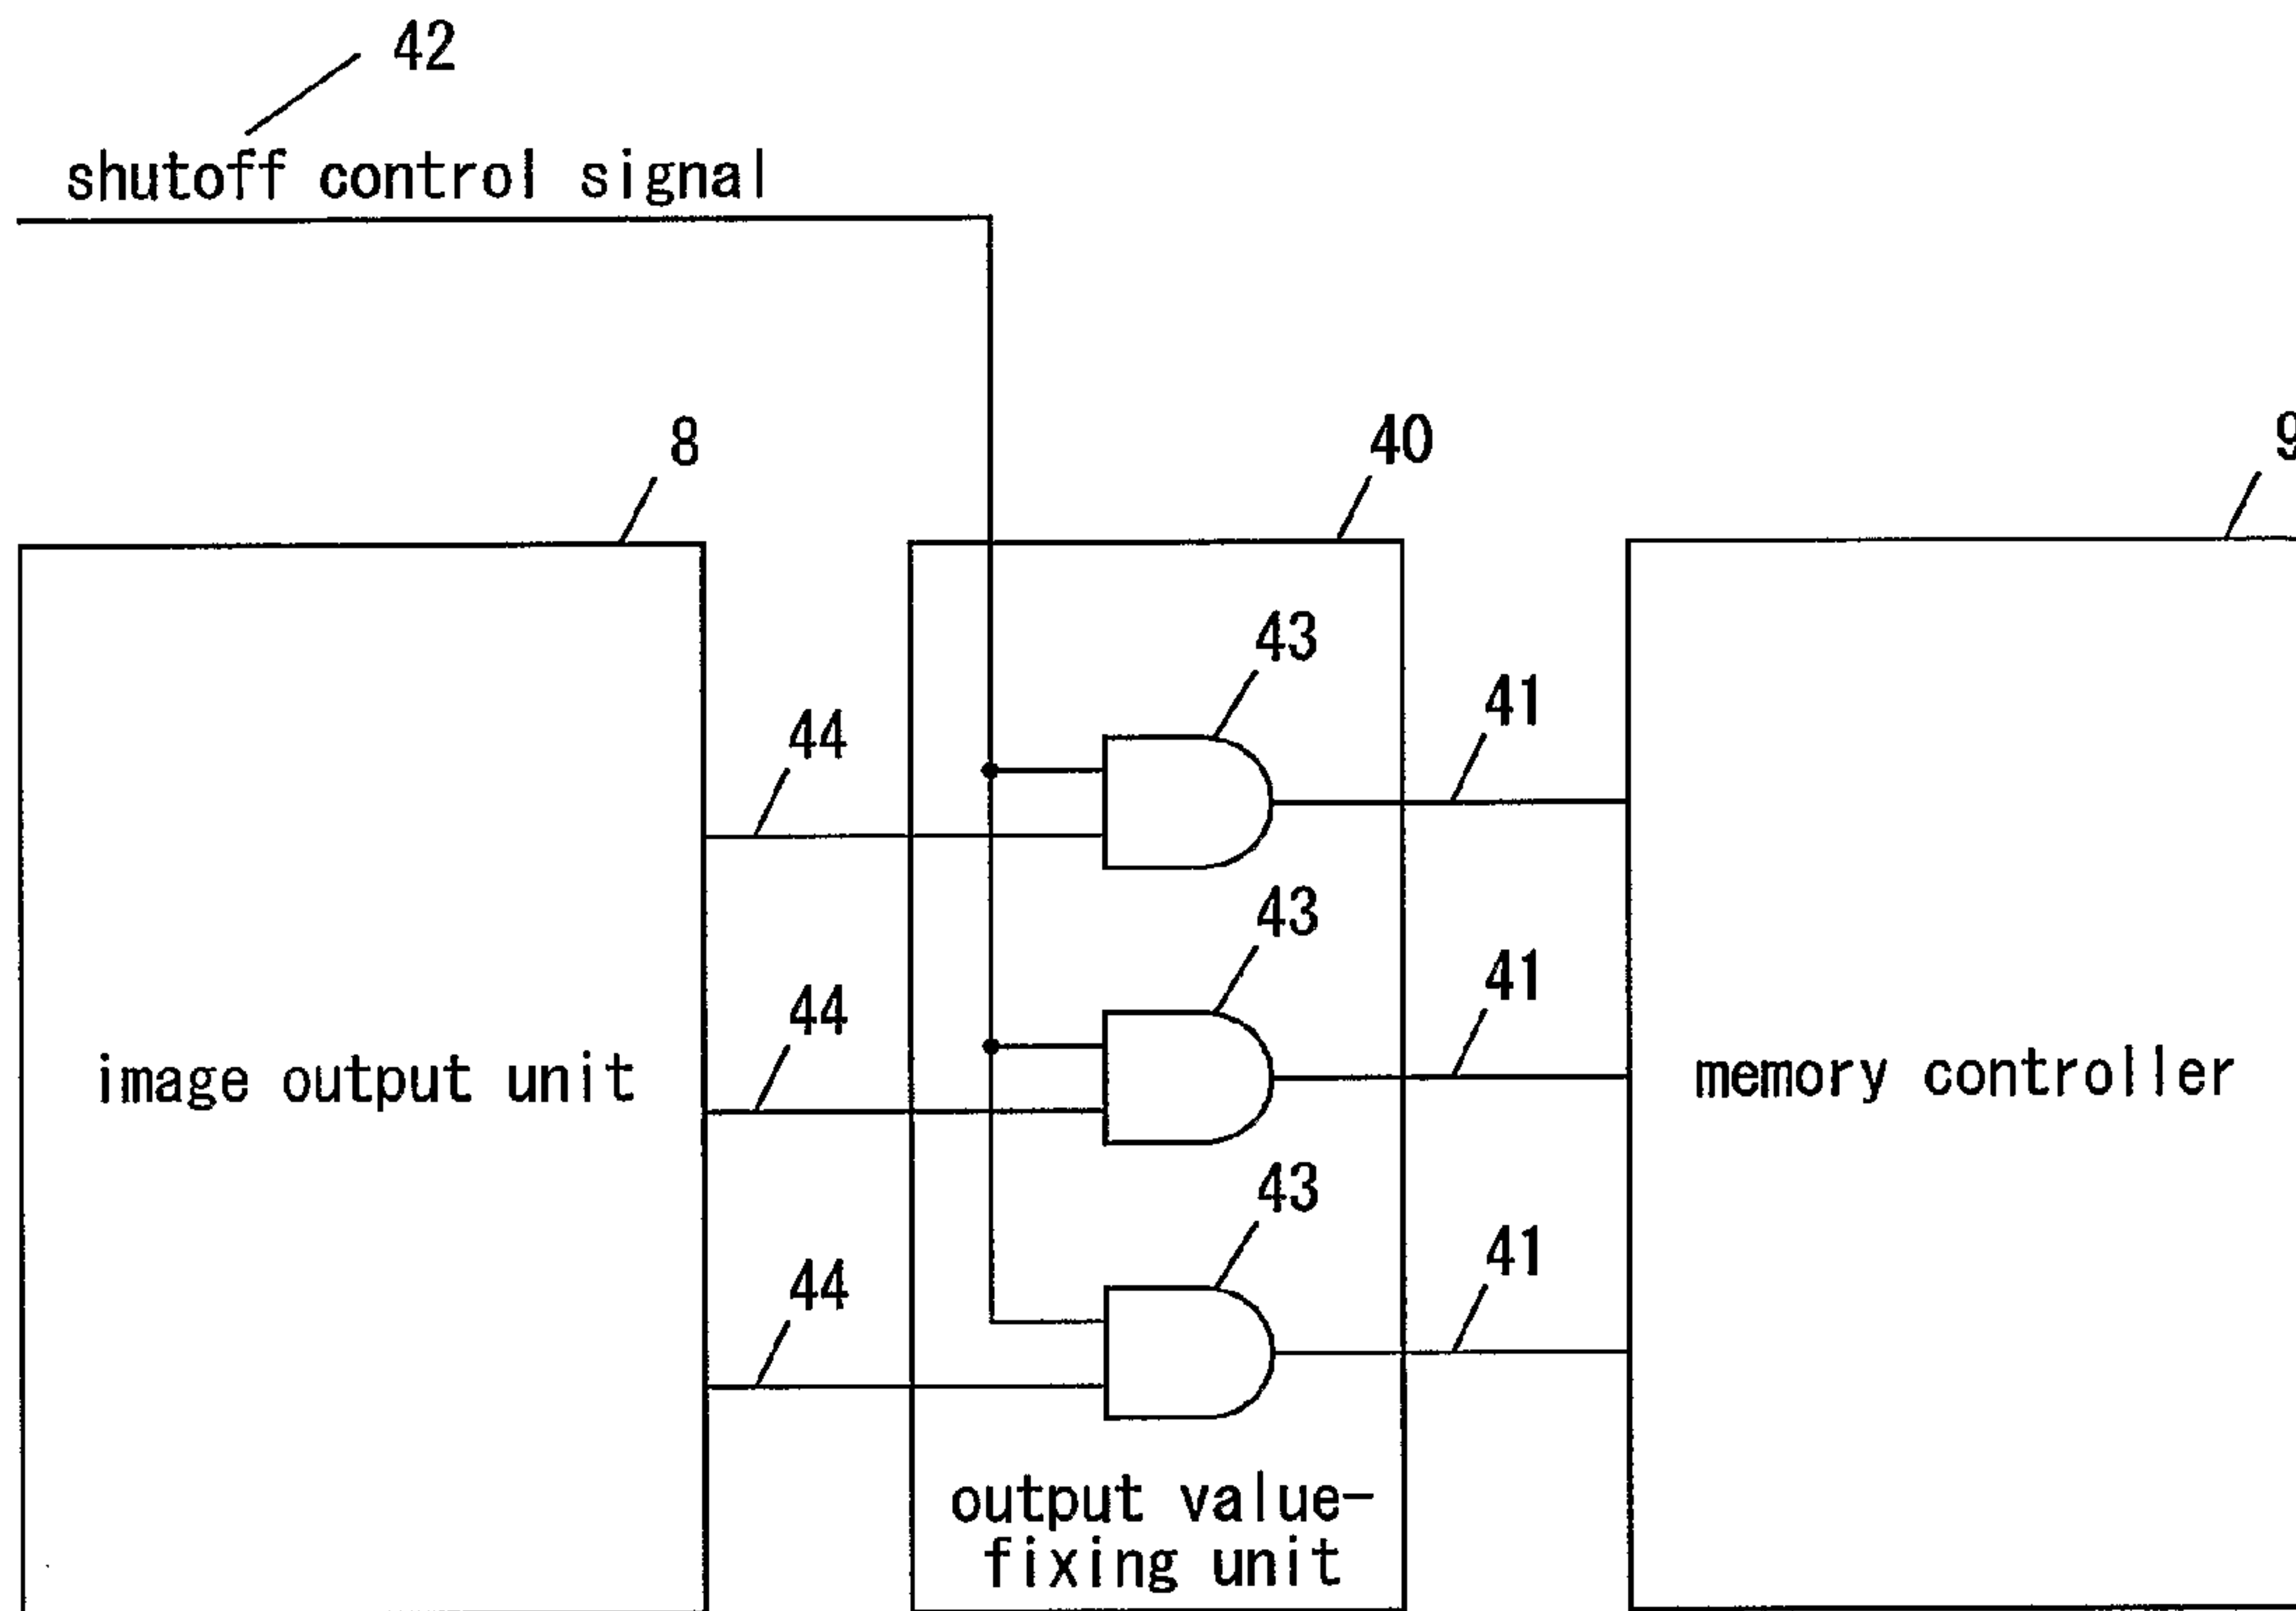 42
shutoff control signal
8
40
9
43
41
44
43
41
44
image output unit
memory controller
43
41
44
output value-
fixing unit